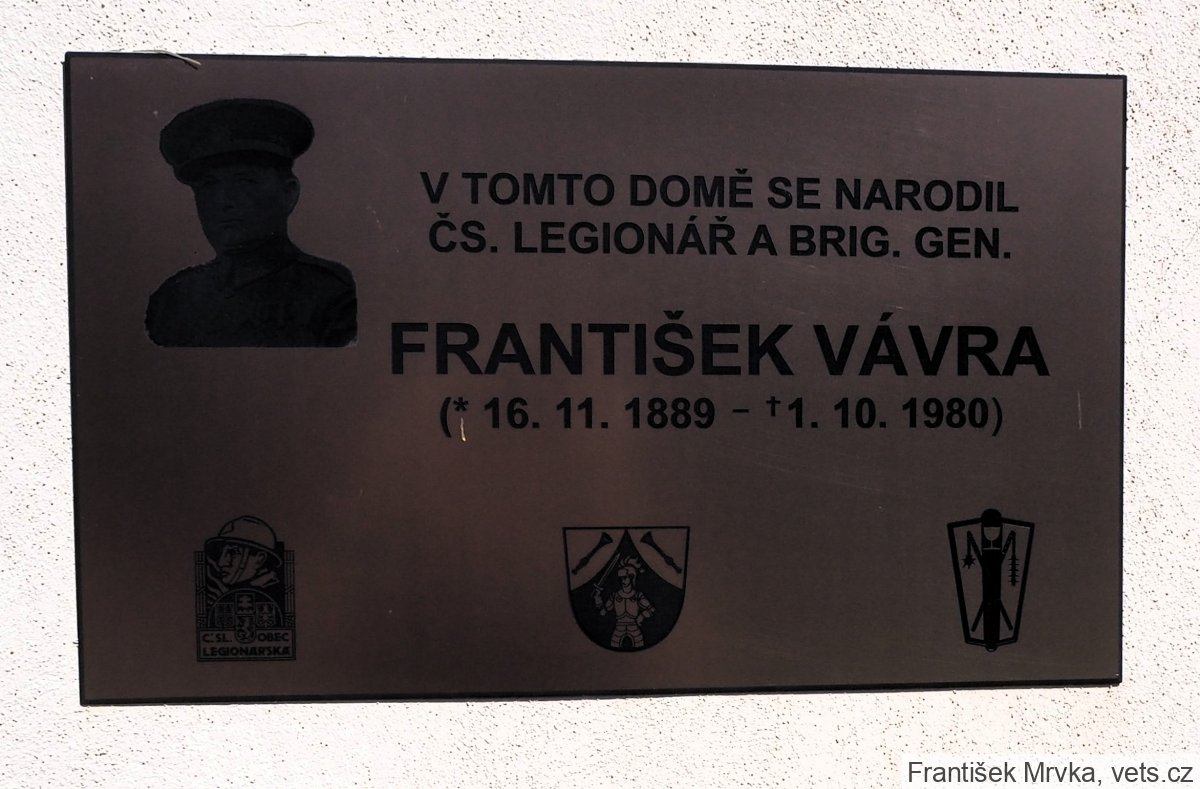 V TOMTO DOMĚ SE NARODIL
ČS. LEGIONÁŘ A BRIG. GEN.
FRANTIŠEK VÁVRA
(* 16. 11. 1889 – †1. 10. 1980)
Č.SL. OBEC
LEGIONÁŘSKÁ
František Mrvka, vets.cz